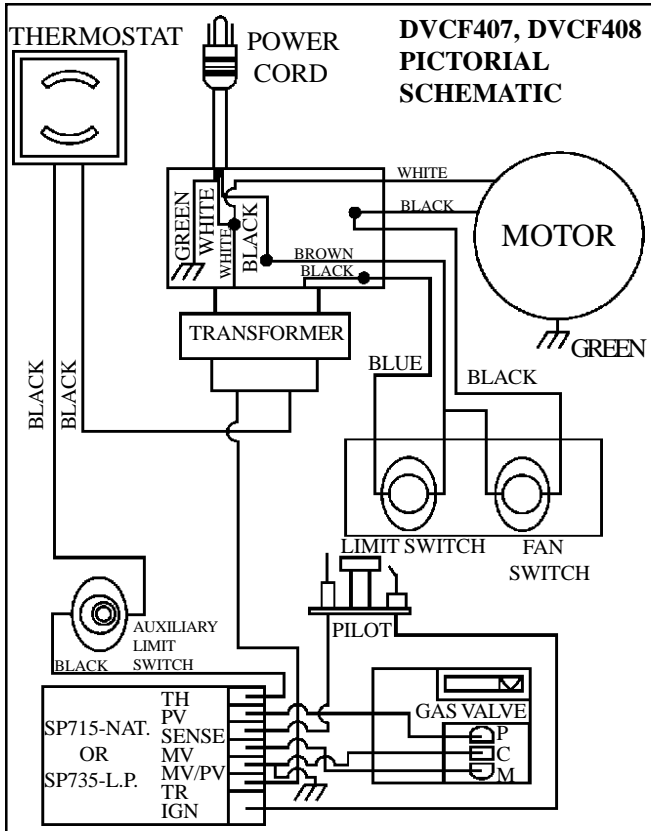 THERMOSTAT
POWER
CORD
DVCF407, DVCF408
PICTORIAL
SCHEMATIC
WHITE
BLACK
MOTOR
GREEN
WHITE
WHITE
BLACK
BROWN
BLACK
GREEN
TRANSFORMER
BLUE
BLACK
BLACK
BLACK
LIMIT SWITCH
FAN
SWITCH
PILOT
AUXILIARY
LIMIT
SWITCH
BLACK
SP715-NAT.
OR
SP735-L.P.
TH
PV
SENSE
MV
MV/PV
TR
IGN
GAS VALVE
P
C
M